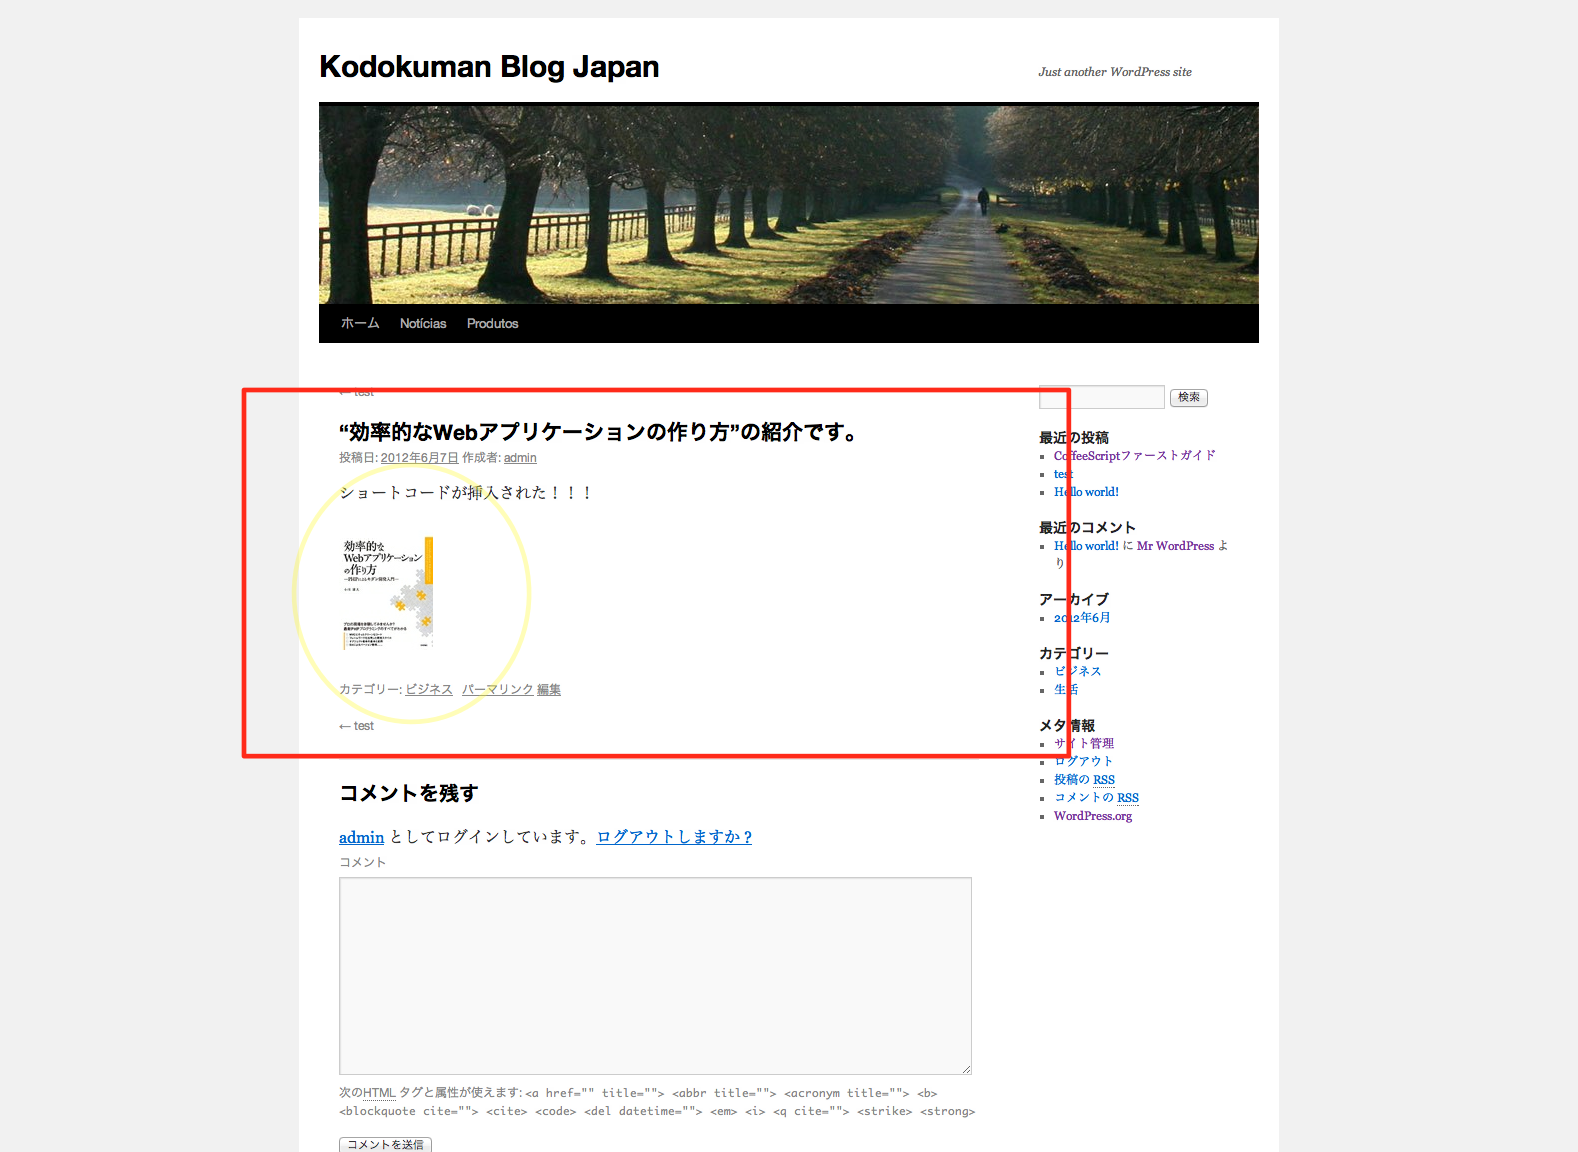 Kodokuman Blog Japan
Just another WordPress site
ホーム Notícias Produtos
← test
“効率的なWebアプリケーションの作り方”の紹介です。
投稿日: 2012年6月7日 作成者: admin
ショートコードが挿入された！！！
効率的な
Webアプリケーション
の作り方
カテゴリー: ビジネス パーマリンク 編集
← test
コメントを残す
admin としてログインしています。ログアウトしますか ?
コメント
次のHTML タグと属性が使えます: <a href="" title=""> <abbr title=""> <acronym title=""> <b>
<blockquote cite=""> <cite> <code> <del datetime=""> <em> <i> <q cite=""> <strike> <strong>
コメントを送信
検索
最近の投稿
CoffeeScriptファーストガイド
test
Hello world!
最近のコメント
Hello world! に Mr WordPress よ
り
アーカイブ
2012年6月
カテゴリー
ビジネス
生活
メタ情報
サイト管理
ログアウト
投稿の RSS
コメントの RSS
WordPress.org